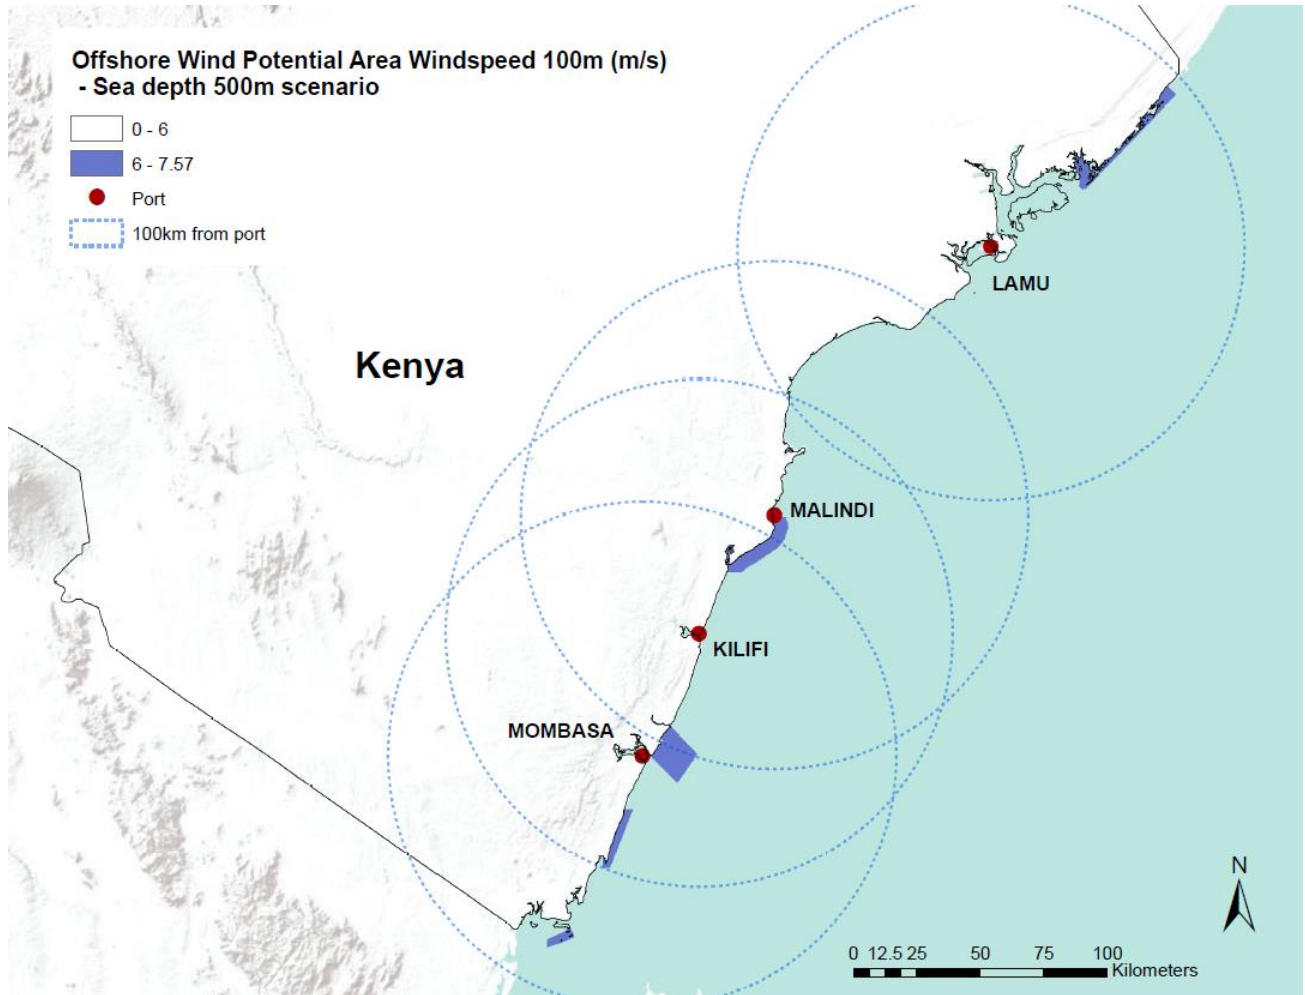 Offshore Wind Potential Area Windspeed 100m (m/s)
- Sea depth 500m scenario
0 - 6
6 - 7.57
Port
100km from port
LAMU
Kenya
MALINDI
KILIFI
MOMBASA
N
0 12.5 25 50 75 100
Kilometers